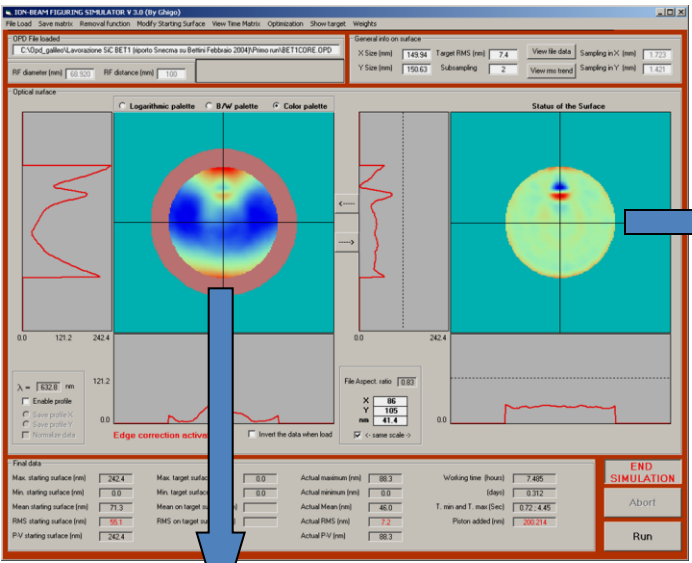 ION-BEAM FIGURING SIMULATOR V 3.0 (By Ghigo)
File Load Save matrix Removal function Modify Starting Surface View Time Matrix Optimization Show target Weights
OPD File loaded
C:\Opd_galileo\Lavorazione SiC BET1 (riporto Snecma su Bettini Febbraio 2004)\Primo run\BET1CORE.OPD
RF diameter (mm) 68.920 RF distance (mm) 100
General info on surface
X Size (mm) 149.94 Target RMS (nm) 7.4 View file data Sampling in X (mm) 1.723
Y Size (mm) 150.63 Subsampling 2 View rms trend Sampling in Y (mm) 1.421
Optical surface
Logarithmic palette B/W palette Color palette
Status of the Surface
<----
---->
0.0 121.2 242.4
0.0 121.2 242.4
λ = 632.8 nm
Enable profile
Save profile X
Save profile Y
Normalize data
121.2
0.0
Edge correction activa
Invert the data when load
File Aspect. ratio 0.83
X 86
Y 105
nm 41.4
<- same scale ->
121.2
0.0
Final data
Max. starting surface (nm) 242.4
Min. starting surface (nm) 0.0
Mean starting surface (nm) 71.3
RMS starting surface (nm) 55.1
P-V starting surface (nm) 242.4
Max. target surfac 0.0
Min. target surfac 0.0
Mean on target su
RMS on target su
Actual maximum (nm) 88.3
Actual minimum (nm) 0.0
Actual Mean (nm) 46.0
Actual RMS (nm) 7.2
Actual P-V (nm) 88.3
Working time (hours) 7.485
(days) 0.312
T. min and T. max (Sec) 0.72 ; 4.45
Piston added (nm) 200.214
END SIMULATION
Abort
Run